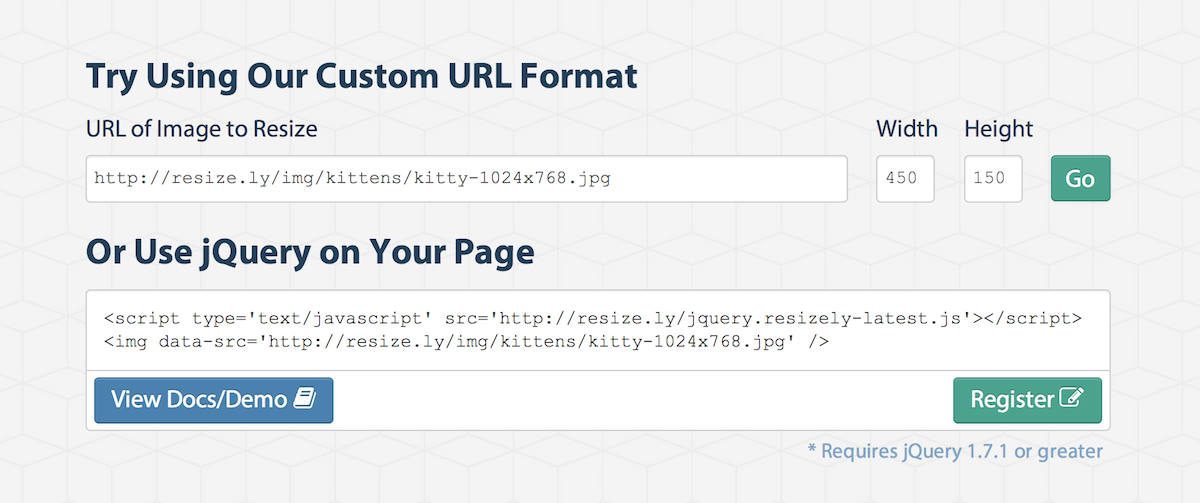 Try Using Our Custom URL Format
URL of Image to Resize
Width
Height
http://resize.ly/img/kittens/kitty-1024x768.jpg
450
150
Go
Or Use jQuery on Your Page
<script type='text/javascript' src='http://resize.ly/jquery.resizely-latest.js'></script>
<img data-src='http://resize.ly/img/kittens/kitty-1024x768.jpg' />
View Docs/Demo
Register
* Requires jQuery 1.7.1 or greater